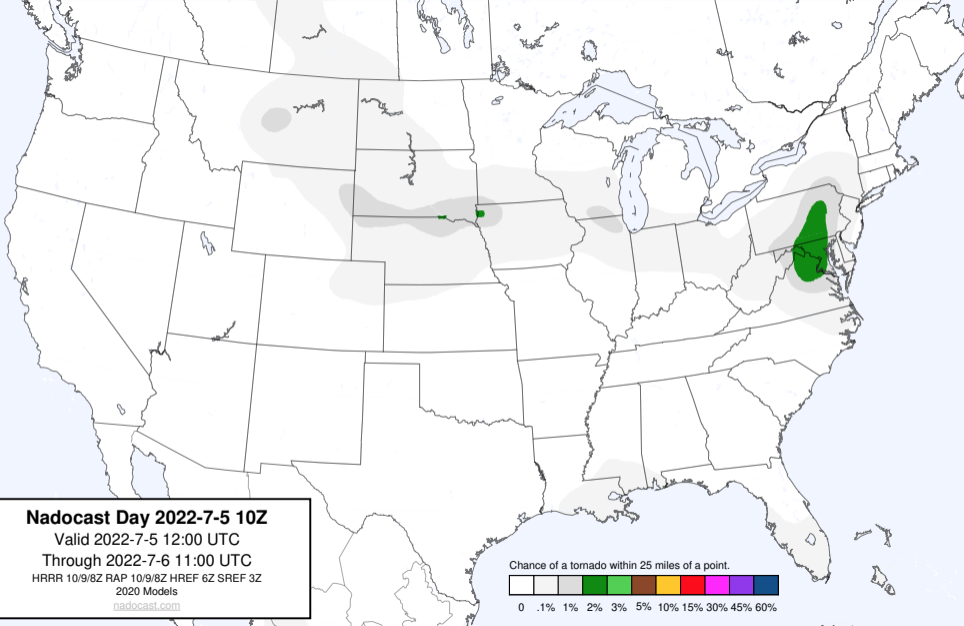 Nadocast Day 2022-7-5 10Z
Valid 2022-7-5 12:00 UTC
Through 2022-7-6 11:00 UTC
HRRR 10/9/8Z RAP 10/9/8Z HREF 6Z SREF 3Z
2020 Models
nadocast.com
Chance of a tornado within 25 miles of a point.
0 .1% 1% 2% 3% 5% 10% 15% 30% 45% 60%